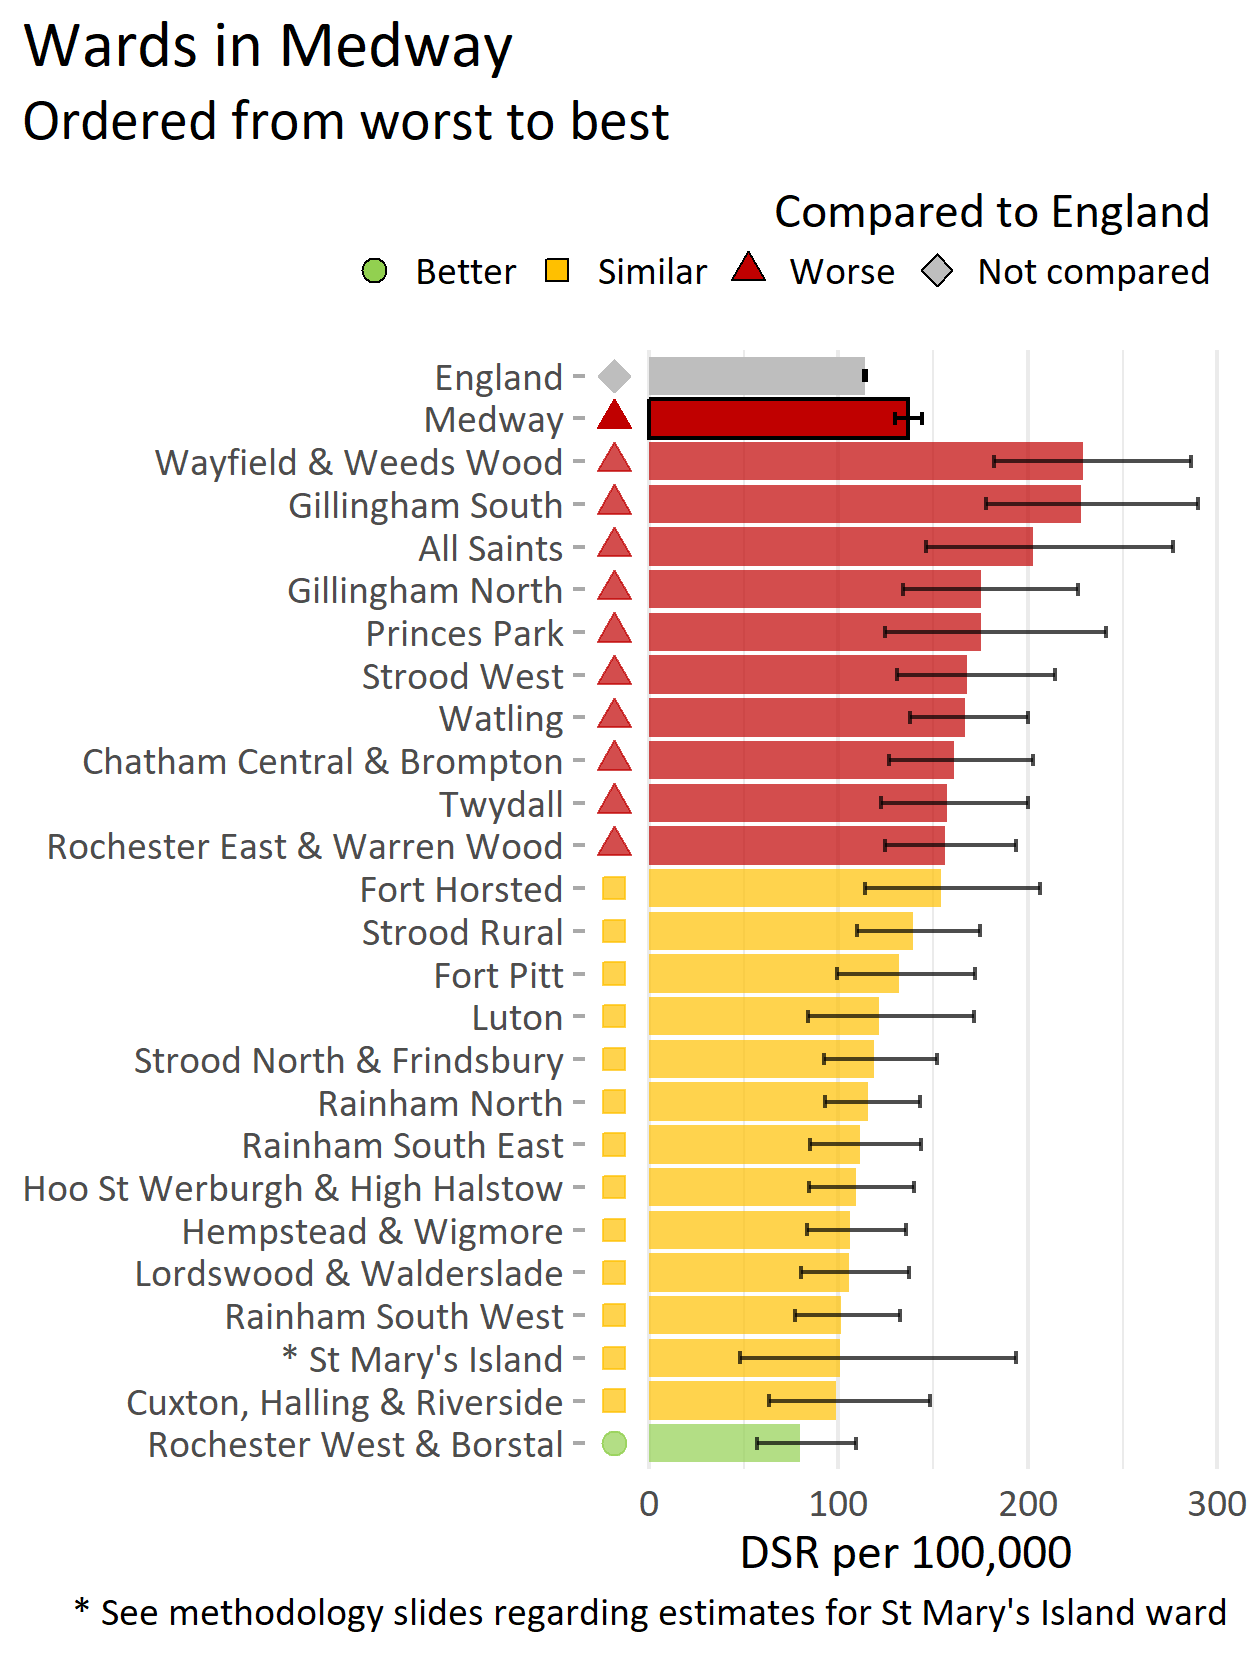 Wards in Medway
Ordered from worst to best
Compared to England
Better Similar Worse Not compared
England
Medway
Wayfield & Weeds Wood
Gillingham South
All Saints
Gillingham North
Princes Park
Strood West
Watling
Chatham Central & Brompton
Twydall
Rochester East & Warren Wood
Fort Horsted
Strood Rural
Fort Pitt
Luton
Strood North & Frindsbury
Rainham North
Rainham South East
Hoo St Werburgh & High Halstow
Hempstead & Wigmore
Lordswood & Walderslade
Rainham South West
* St Mary's Island
Cuxton, Halling & Riverside
Rochester West & Borstal
0 100 200 300
DSR per 100,000
* See methodology slides regarding estimates for St Mary's Island ward